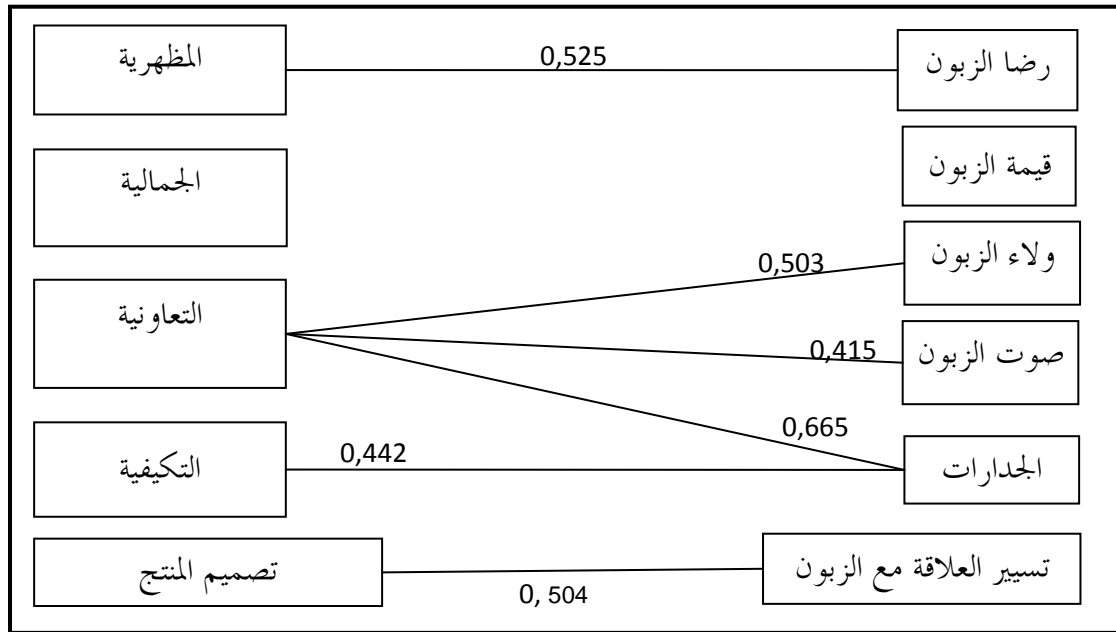 المظهرية
0,525
رضا الزبون
الجمالية
قيمة الزبون
التعاونية
0,503
ولاء الزبون
0,415
صوت الزبون
0,665
التكيفية
0,442
الجدارات
تصميم المنتج
0, 504
تسيير العلاقة مع الزبون